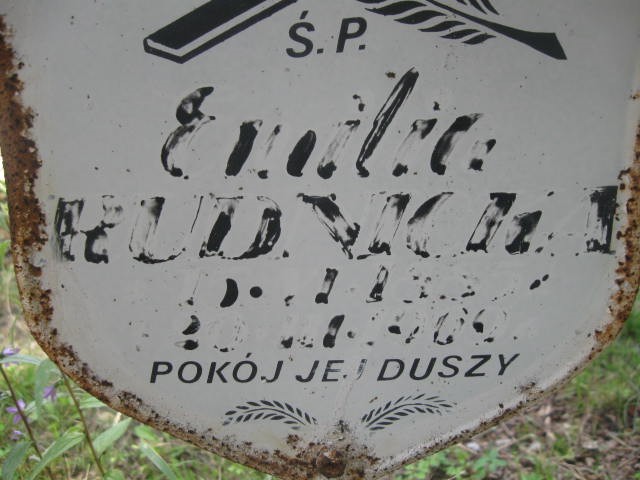 Ś.P.
Emilia
RUDNICKA
POKÓJ JEJ DUSZY